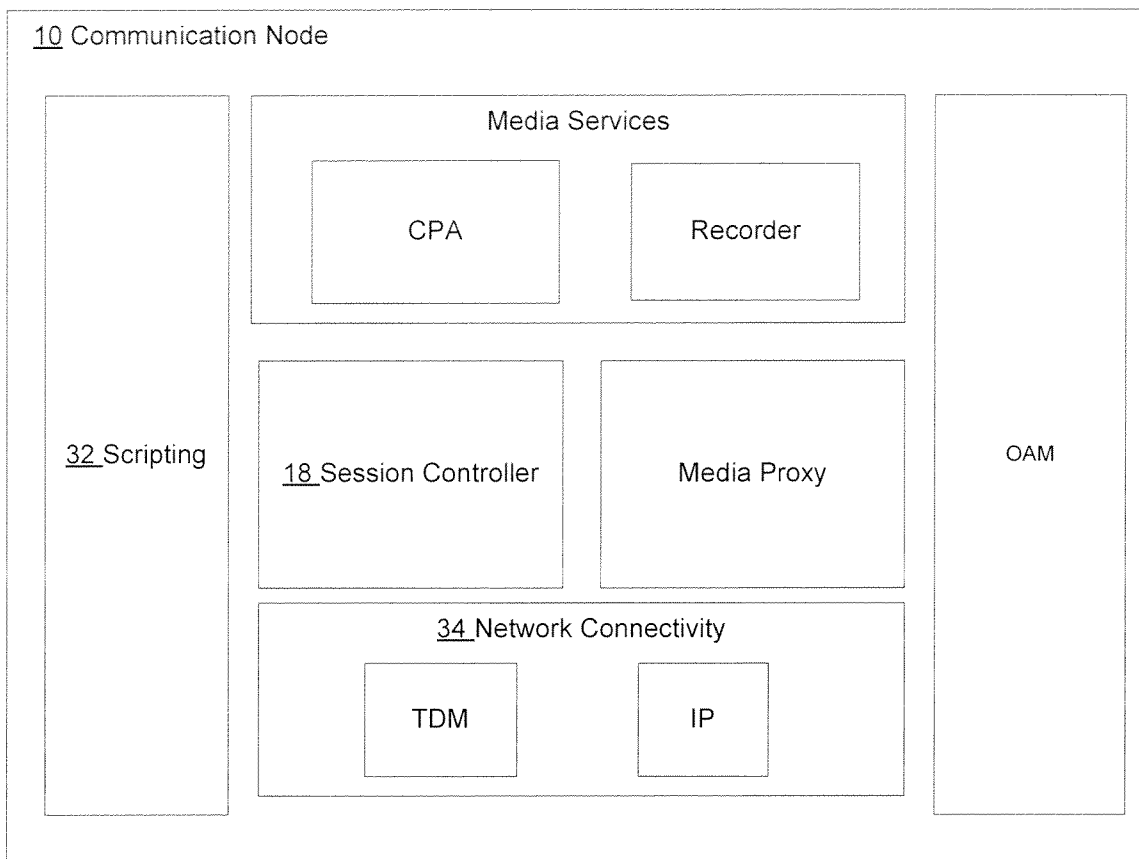 10 Communication Node
Media Services
CPA
Recorder
32 Scripting
18 Session Controller
Media Proxy
OAM
34 Network Connectivity
TDM
IP